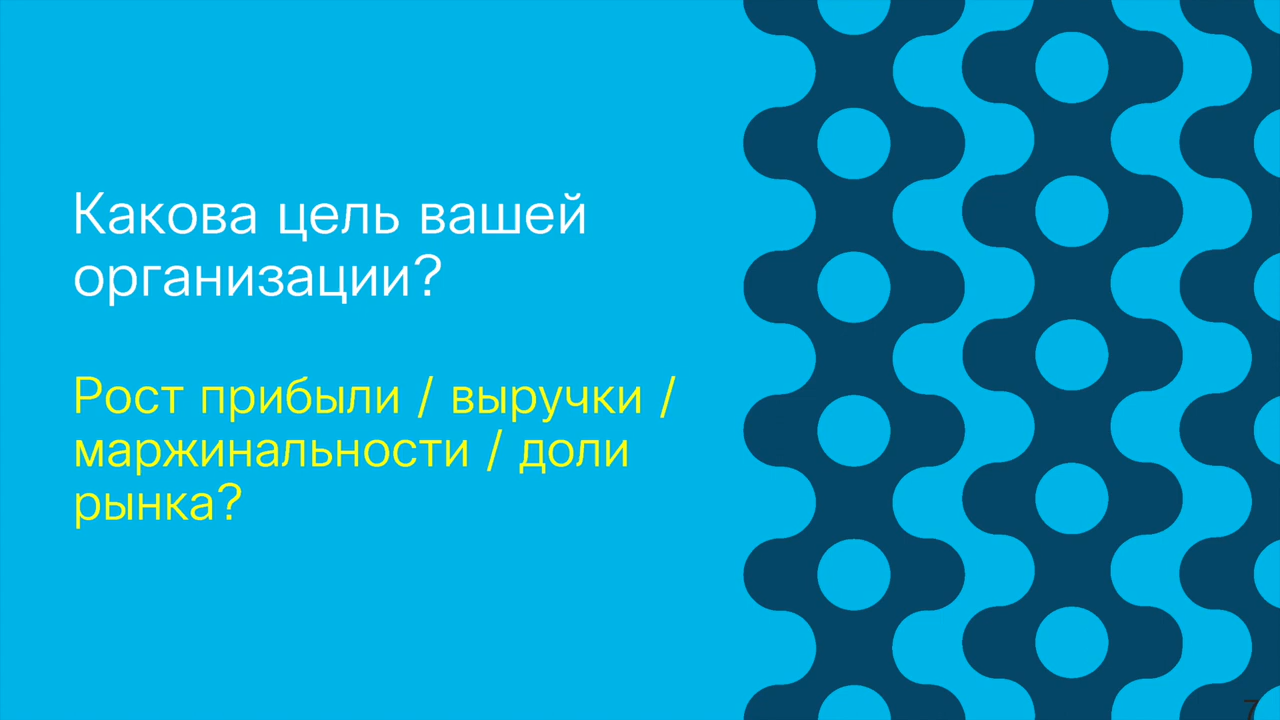 Какова цель вашей
организации?
Рост прибыли / выручки /
маржинальности / доли
рынка?
7